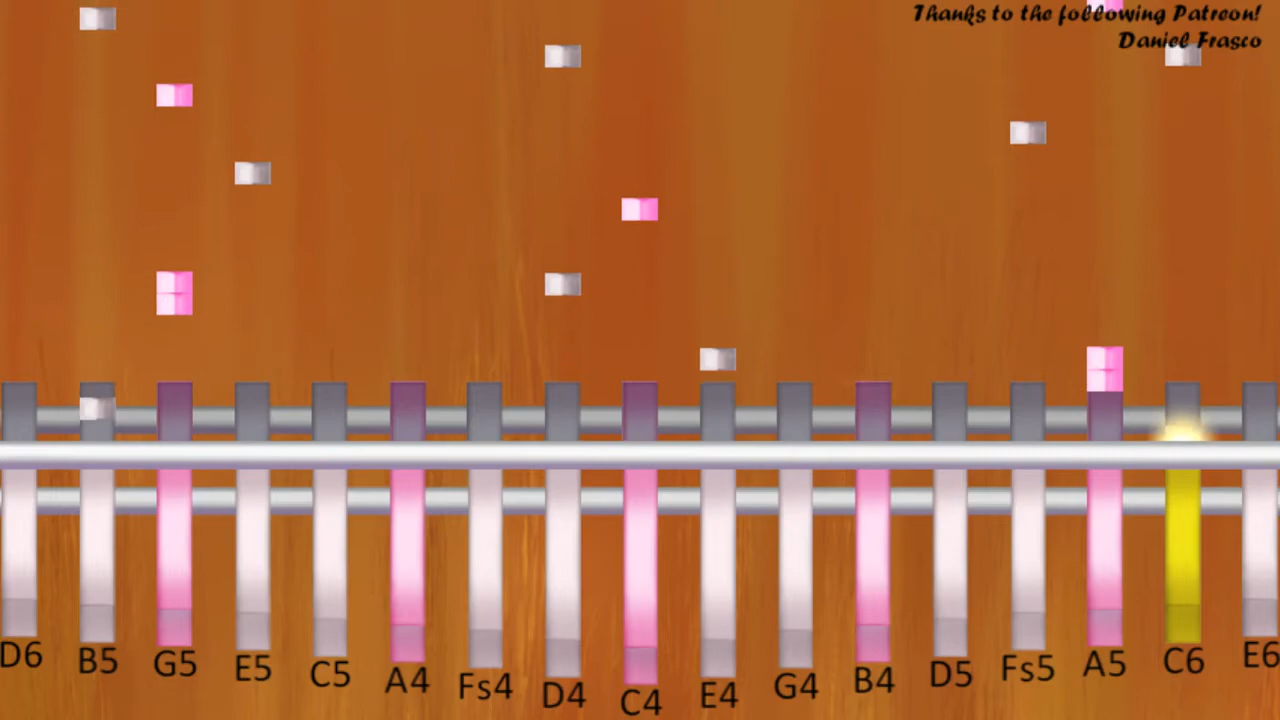 Thanks to the following Patreon!
Daniel Frasco
D6 B5 G5 E5 C5 A4 Fs4 D4 C4 E4 G4 B4 D5 Fs5 A5 C6 E6